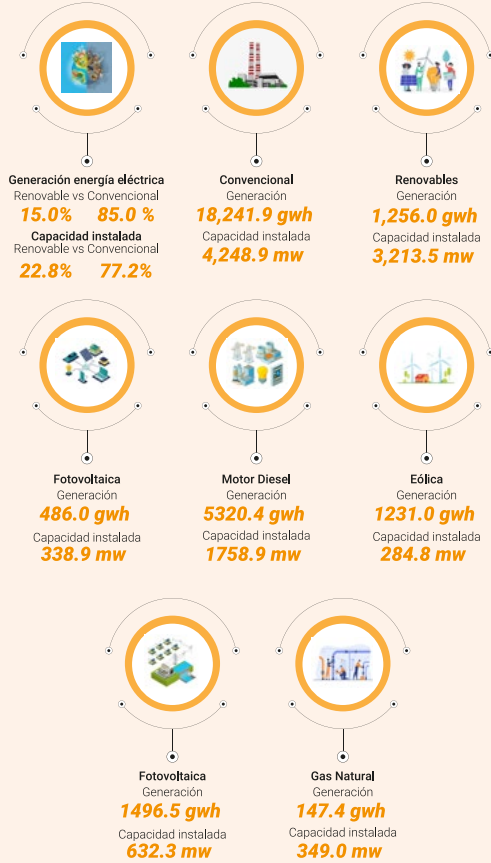 Generación energía eléctrica
Renovable vs Convencional
15.0% 85.0 %
Capacidad instalada
Renovable vs Convencional
22.8% 77.2%
Convencional
Generación
18,241.9 gwh
Capacidad instalada
4,248.9 mw
Renovables
Generación
1,256.0 gwh
Capacidad instalada
3,213.5 mw
Fotovoltaica
Generación
486.0 gwh
Capacidad instalada
338.9 mw
Motor Diesel
Generación
5320.4 gwh
Capacidad instalada
1758.9 mw
Eólica
Generación
1231.0 gwh
Capacidad instalada
284.8 mw
Fotovoltaica
Generación
1496.5 gwh
Capacidad instalada
632.3 mw
Gas Natural
Generación
147.4 gwh
Capacidad instalada
349.0 mw